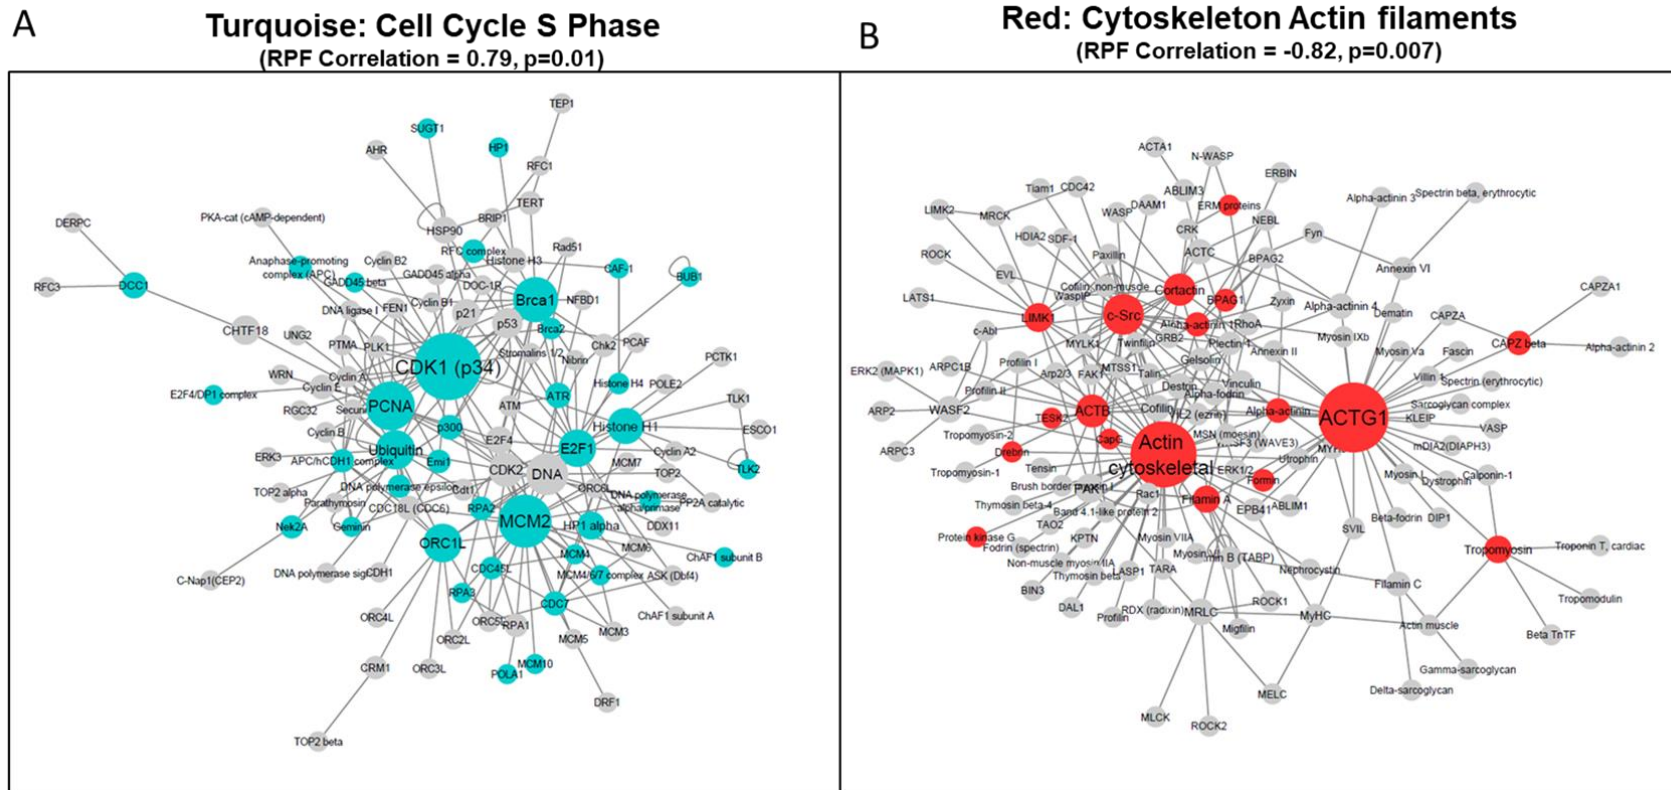 A
Turquoise: Cell Cycle S Phase
(RPF Correlation = 0.79, p=0.01)
TEP1
SUGT1
AHR
HP1
RFC1
DERPC
PKA-cat (cAMP-dependent)
TERT
BRIP1
HSP90
RFC complex
Rad51
Histone H3
Anaphase-promoting
complex (APC)
Cyclin B2
GADD45 alpha
CAF-1
BUB1
RFC3
DCC1
GADD45 beta
DOC-1R
Brca1
NFBD1
Cyclin B1
DNA ligase I
FEN1
p21
p53
CHTF18
UNG2
Brca2
PTMA
PLK1
Stromalins 1/2
Chk2
PCAF
Nibrin
PCTK1
CDK1 (p34)
WRN
Cyclin A
Cyclin E
Histone H4
POLE2
E2F4/DP1 complex
ATR
TLK1
PCNA
ATM
RGC32
Securin
p300
Histone H1
ESCO1
Cyclin B
E2F4
E2F1
Ubiquitin
Cyclin A2
ERK3
APC/hCDH1 complex
Emi1
MCM7
CDK2
DNA
TOP2
TLK2
DNA polymerase epsilon
Cdt1
TOP2 alpha
Parathymosin
CDC18L (CDC6)
RPA2
DNA polymerase
alpha/primase
PP2A catalytic
Nek2A
Geminin
MCM2
HP1 alpha
DDX11
ORC1L
MCM4
MCM6
ChAF1 subunit B
C-Nap1(CEP2)
CDH1
CDC45L
MCM4/6/7 complex
ASK (Dbf4)
RPA3
CDC7
ORC4L
RPA1
ChAF1 subunit A
ORC2L
MCM5
MCM3
CRM1
ORC3L
POLA1
MCM10
DRF1
TOP2 beta
B
Red: Cytoskeleton Actin filaments
(RPF Correlation = -0.82, p=0.007)
ACTA1
N-WASP
ERBIN
Tiam1
CDC42
ABLIM3
Alpha-actinin 3
Spectrin beta, erythrocytic
LIMK2
MRCK
WASP
DAAM1
ERM proteins
NEBL
CRK
Fyn
HDIA2
SDF-1
ROCK
Paxillin
ACTC
BPAG2
Annexin VI
EVL
Cofilin, non-muscle
Cortactin
CAPZA1
LATS1
WaspIP
BPAG1
Zyxin
Alpha-actinin 4
Dematin
CAPZA
LIMK1
c-Src
Alpha-actinin 1
RhoA
c-Abl
MYLK1
Twinfilin
GRB2
Plectin 1
Myosin IXb
CAPZ beta
Alpha-actinin 2
Annexin II
Myosin Va
Fascin
Profilin I
Gelsolin
ERK2 (MAPK1)
ARPC1B
Arp2/3
FAK1
MTSS1
Talin
Villin 1
Spectrin (erythrocytic)
Profilin II
Destrin
Vinculin
Alpha-fodrin
Sarcoglycan complex
ARP2
WASF2
ACTB
Cofilin
VIL2 (ezrin)
Alpha-actinin
ACTG1
TESK2
KLEIP
VASP
Tropomyosin-2
CapG
Actin
cytoskeletal
MSN (moesin)
mDIA2(DIAPH3)
ARPC3
Drebrin
Utrophin
Tropomyosin-1
Tensin
ERK1/2
Myosin I
Calponin-1
Dystrophin
Formin
Rac1
Filamin A
Thymosin beta-4
Band 4.1-like protein 2
EPB41
ABLIM1
TAO2
SVIL
Beta-fodrin
DIP1
Protein kinase G
Fodrin (spectrin)
KPTN
Myosin VIIA
Tropomyosin
Troponin T, cardiac
Non-muscle myosin IIA
Thymosin beta
LASP1
TARA
Nephrocystin
Filamin C
BIN3
Tropomodulin
DAL1
Profilin
RDX (radixin)
MRLC
ROCK1
MyHC
Migfilin
Actin muscle
Beta TnTF
Gamma-sarcoglycan
MELC
Delta-sarcoglycan
MLCK
ROCK2